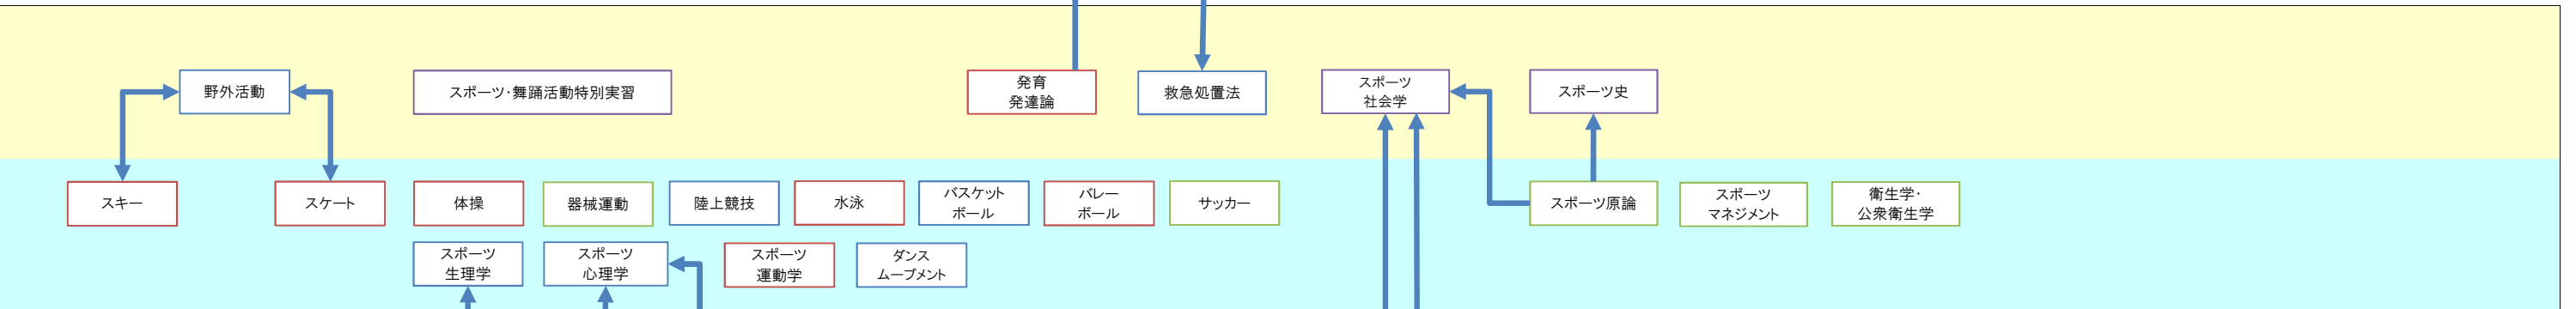 野外活動
スポーツ・舞踊活動特別実習
発育
発達論
救急処置法
スポーツ
社会学
スポーツ史
スキー
スケート
体操
器械運動
陸上競技
水泳
バスケット
ボール
バレー
ボール
サッカー
スポーツ原論
スポーツ
マネジメント
衛生学・
公衆衛生学
スポーツ
生理学
スポーツ
心理学
スポーツ
運動学
ダンス
ムーブメント